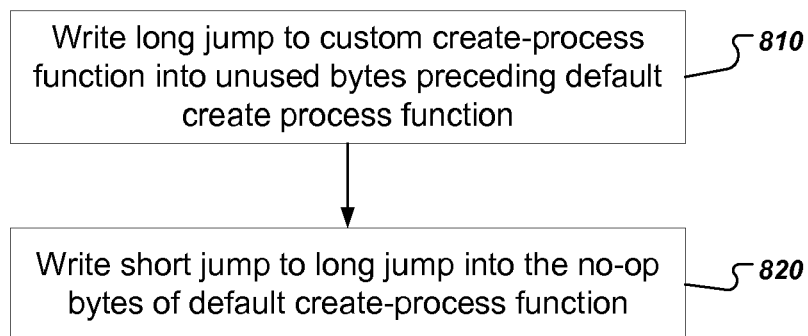 Write long jump to custom create-process
function into unused bytes preceding default
create process function
810
Write short jump to long jump into the no-op
bytes of default create-process function
820